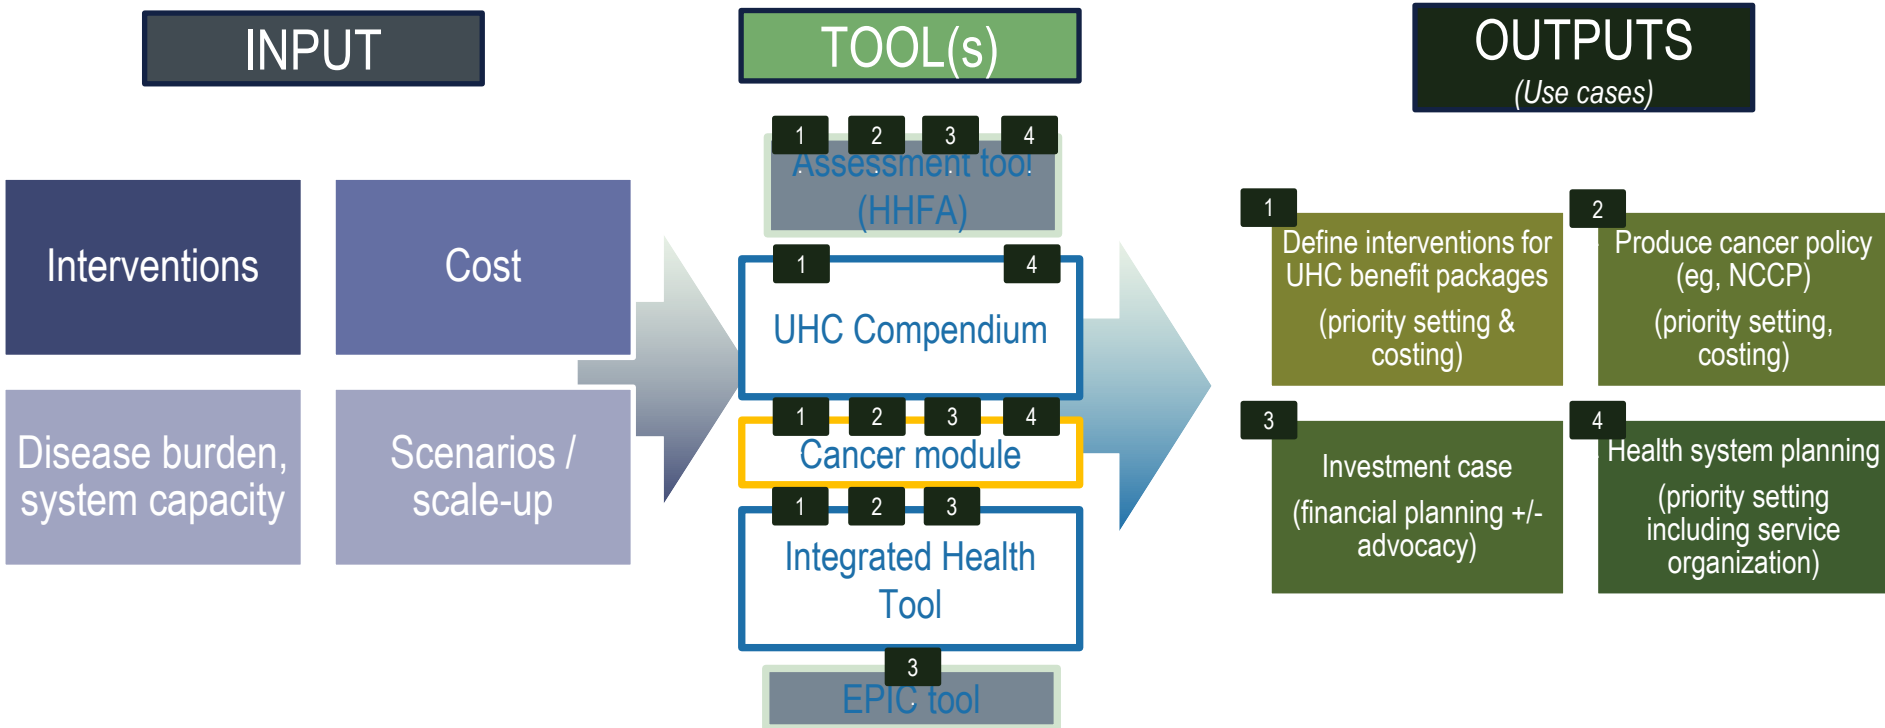 INPUT
Interventions
Cost
Disease burden,
system capacity
Scenarios /
scale-up
TOOL(s)
1 2 3 4
Assessment tool
(HHFA)
1 4
UHC Compendium
1 2 3 4
Cancer module
1 2 3
Integrated Health
Tool
3
EPIC tool
OUTPUTS
(Use cases)
1
Define interventions for
UHC benefit packages
(priority setting &
costing)
2
Produce cancer policy
(eg, NCCP)
(priority setting,
costing)
3
Investment case
(financial planning +/-
advocacy)
4
Health system planning
(priority setting
including service
organization)